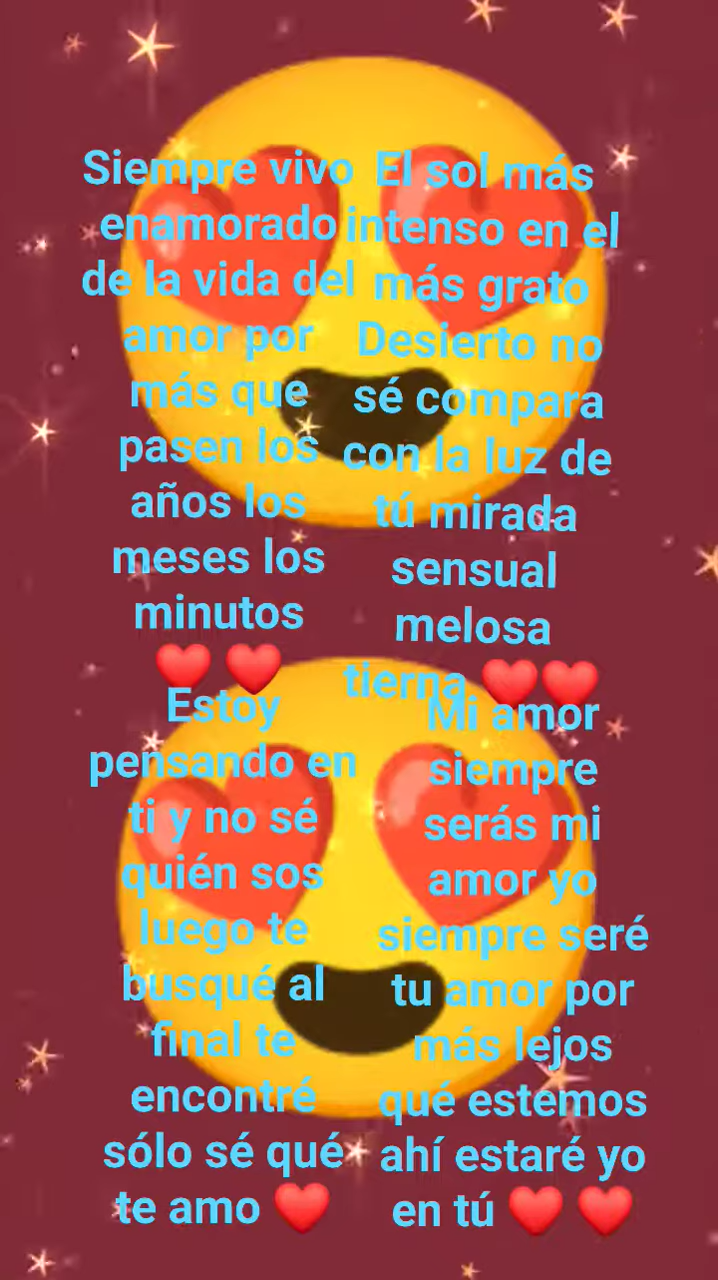 Siempre vivo
enamorado
de la vida del
amor por
más que
pasen los
años los
meses los
minutos
❤️ ❤️
El sol más
intenso en el
más grato
Desierto no
sé compara
con la luz de
tú mirada
sensual
melosa
tierna ❤️❤️
Estoy
pensando en
ti y no sé
quién sos
luego te
busqué al
final te
encontré
sólo sé qué
te amo ❤️
Mi amor
siempre
serás mi
amor yo
siempre seré
tu amor por
más lejos
qué estemos
ahí estaré yo
en tú ❤️ ❤️